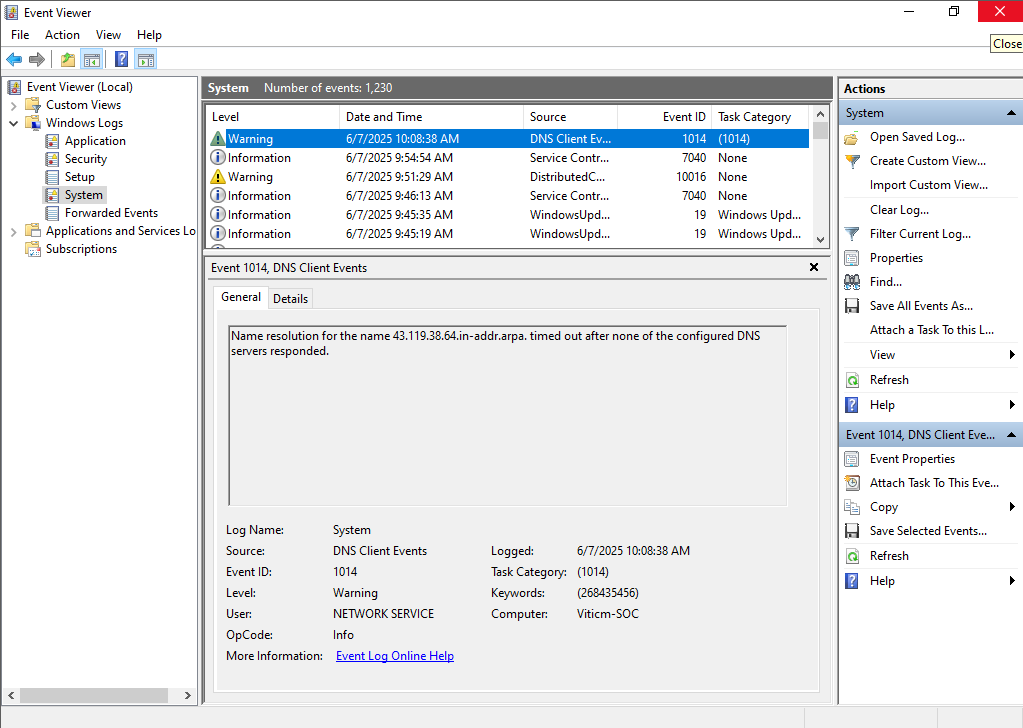 Event Viewer
File Action View Help
Close
Event Viewer (Local)
Custom Views
Windows Logs
Application
Security
Setup
System
Forwarded Events
Applications and Services Lo
Subscriptions
System Number of events: 1,230
Level Date and Time Source Event ID Task Category
Warning 6/7/2025 10:08:38 AM DNS Client Ev... 1014 (1014)
Information 6/7/2025 9:54:54 AM Service Contr... 7040 None
Warning 6/7/2025 9:51:29 AM DistributedC... 10016 None
Information 6/7/2025 9:46:13 AM Service Contr... 7040 None
Information 6/7/2025 9:45:35 AM WindowsUpd... 19 Windows Upd...
Information 6/7/2025 9:45:19 AM WindowsUpd... 19 Windows Upd...
Event 1014, DNS Client Events
General Details
Name resolution for the name 43.119.38.64.in-addr.arpa. timed out after none of the configured DNS
servers responded.
Log Name: System
Source: DNS Client Events Logged: 6/7/2025 10:08:38 AM
Event ID: 1014 Task Category: (1014)
Level: Warning Keywords: (268435456)
User: NETWORK SERVICE Computer: Viticm-SOC
OpCode: Info
More Information: Event Log Online Help
Actions
System
Open Saved Log...
Create Custom View...
Import Custom View...
Clear Log...
Filter Current Log...
Properties
Find...
Save All Events As...
Attach a Task To this L...
View
Refresh
Help
Event 1014, DNS Client Eve...
Event Properties
Attach Task To This Eve...
Copy
Save Selected Events...
Refresh
Help